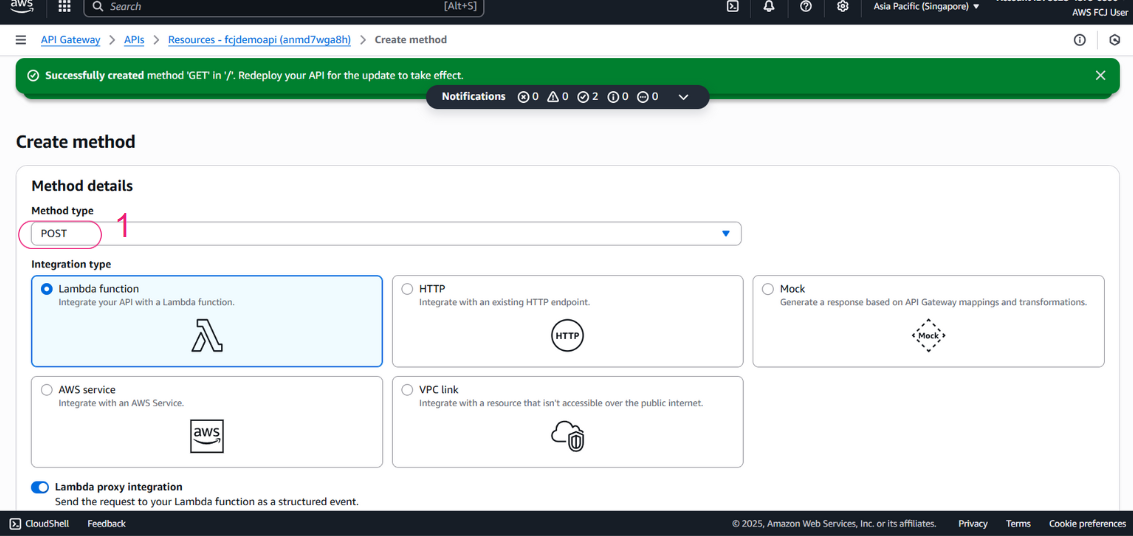 aws
Search
[Alt+S]
Asia Pacific (Singapore)
AWS FCJ User
API Gateway
APIs
Resources - fcjdemoapi (anmd7wga8h)
Create method
Successfully created method 'GET' in '/'. Redeploy your API for the update to take effect.
Notifications 0 0 2 0 0
Create method
Method details
Method type
POST
1
Integration type
Lambda function
Integrate your API with a Lambda function.
HTTP
Integrate with an existing HTTP endpoint.
HTTP
Mock
Generate a response based on API Gateway mappings and transformations.
Mock
AWS service
Integrate with an AWS Service.
aws
VPC link
Integrate with a resource that isn't accessible over the public internet.
Lambda proxy integration
Send the request to your Lambda function as a structured event.
CloudShell
Feedback
© 2025, Amazon Web Services, Inc. or its affiliates.
Privacy
Terms
Cookie preferences